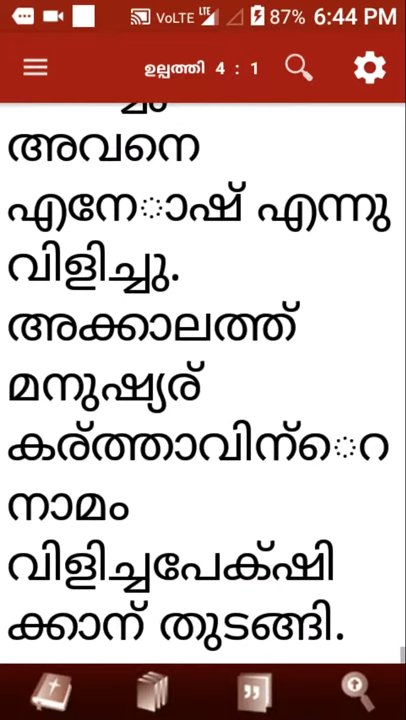 VoLTE LTE 87% 6:44 PM
ഉല്പത്തി 4 : 1
അവനെ
എനേോഷ് എന്നു
വിളിച്ചു.
അക്കാലത്ത്
മനുഷ്യര്
കര്ത്താവിന്െറ
നാമം
വിളിച്ചപേക്ഷി
ക്കാന് തുടങ്ങി.